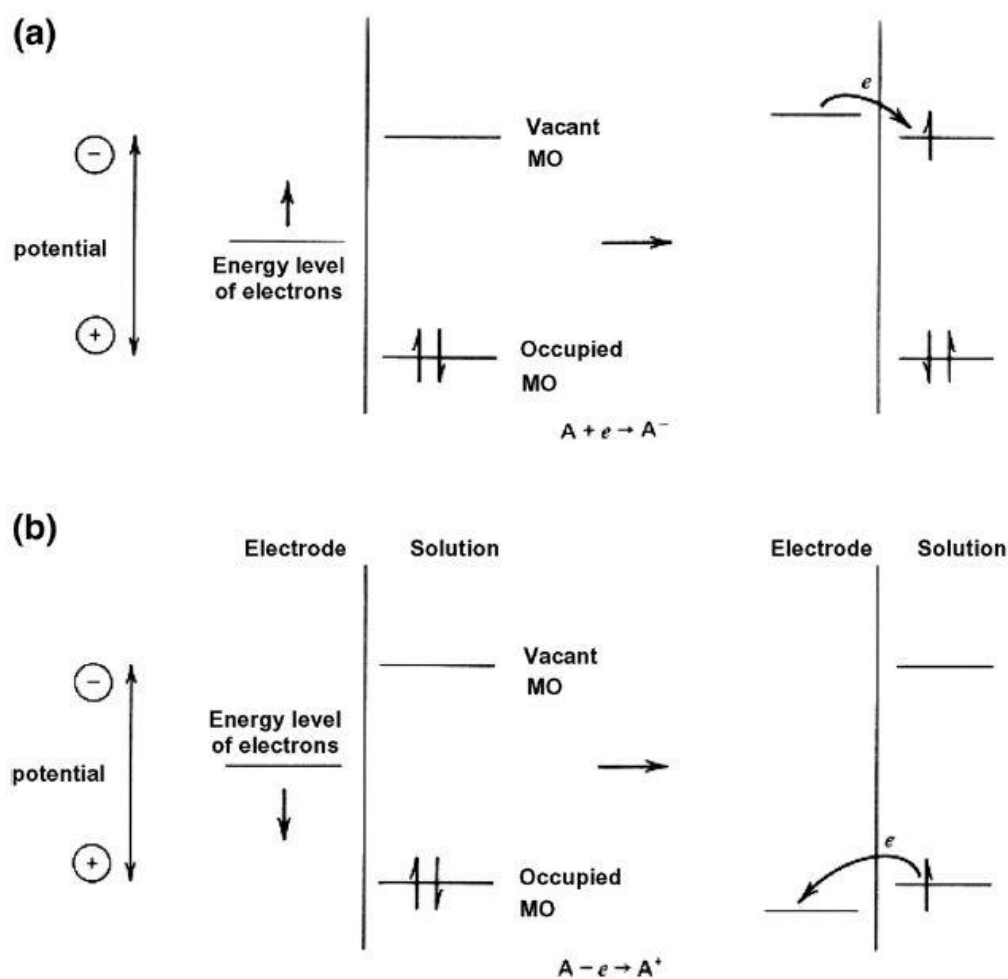 (a)
e
Vacant
MO
−
potential
Energy level
of electrons
+
Occupied
MO
A + e → A⁻
(b)
Electrode Solution Electrode Solution
Vacant
MO
−
Energy level
of electrons
potential
e
+
Occupied
MO
A − e → A⁺